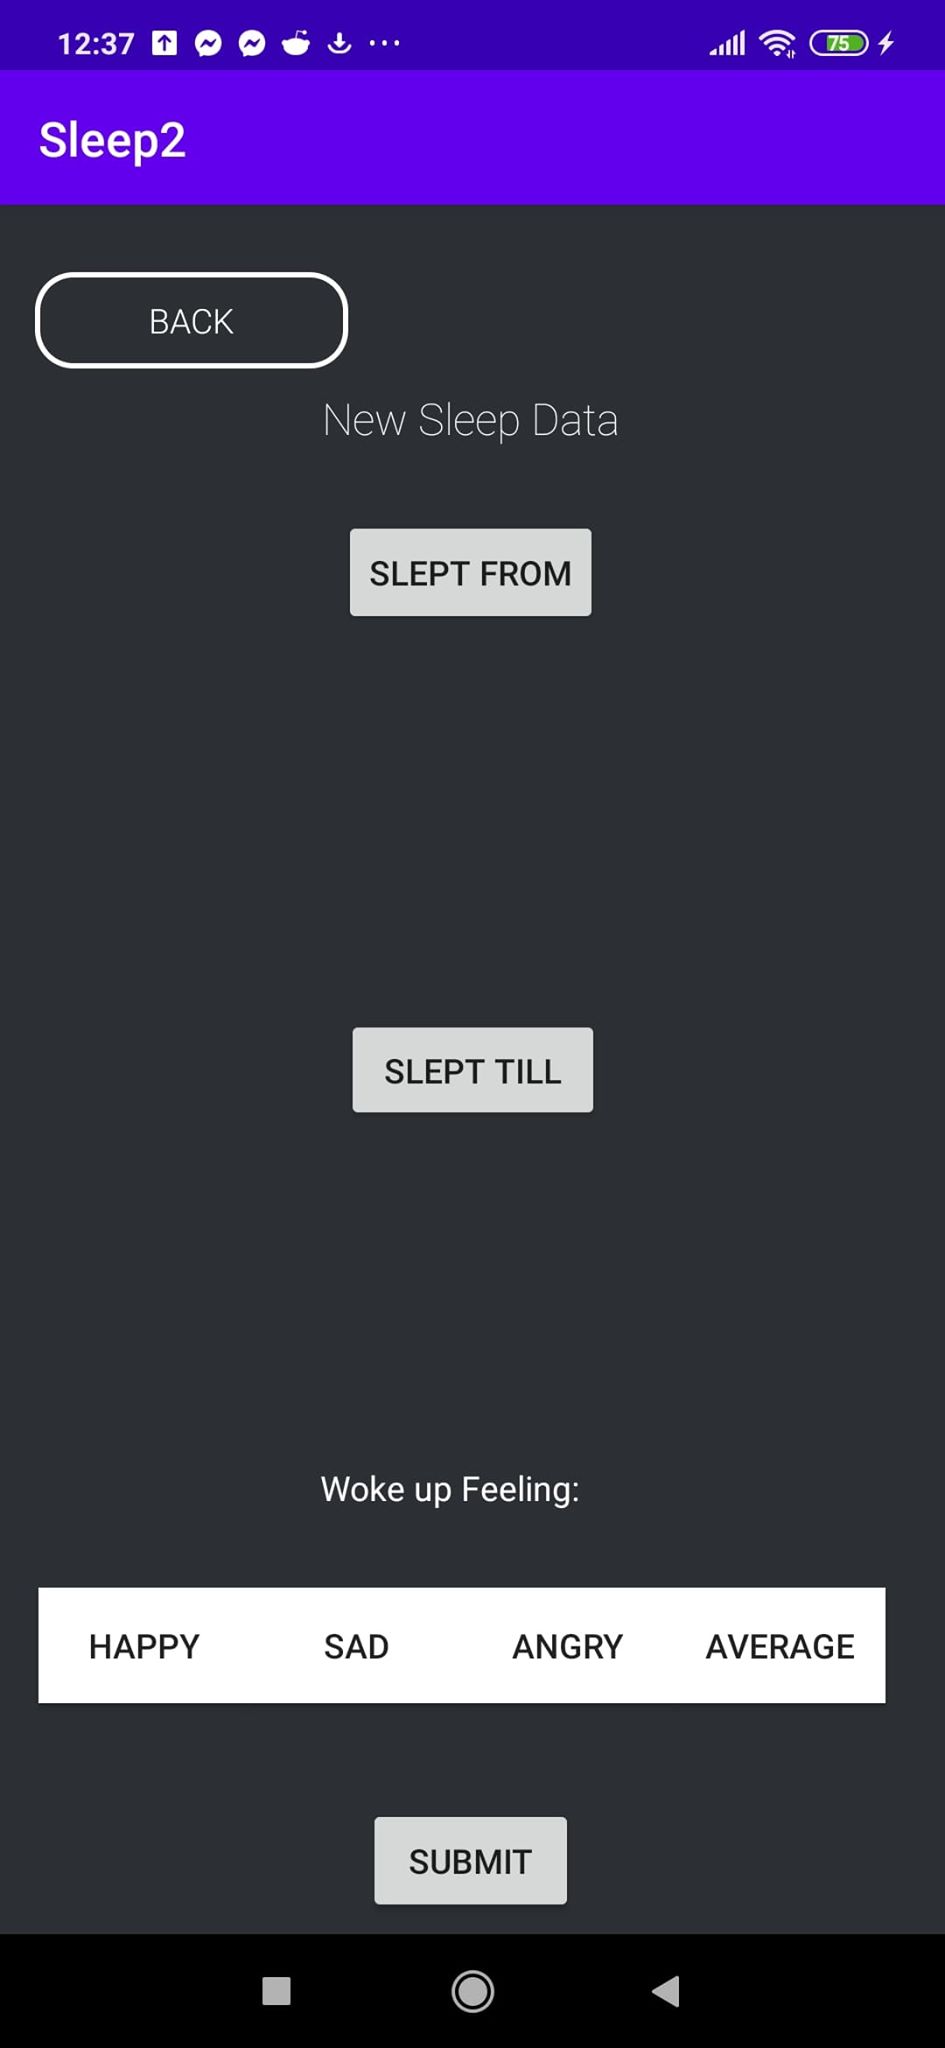 12:37 75
Sleep2
BACK
New Sleep Data
SLEPT FROM
SLEPT TILL
Woke up Feeling:
HAPPY SAD ANGRY AVERAGE
SUBMIT